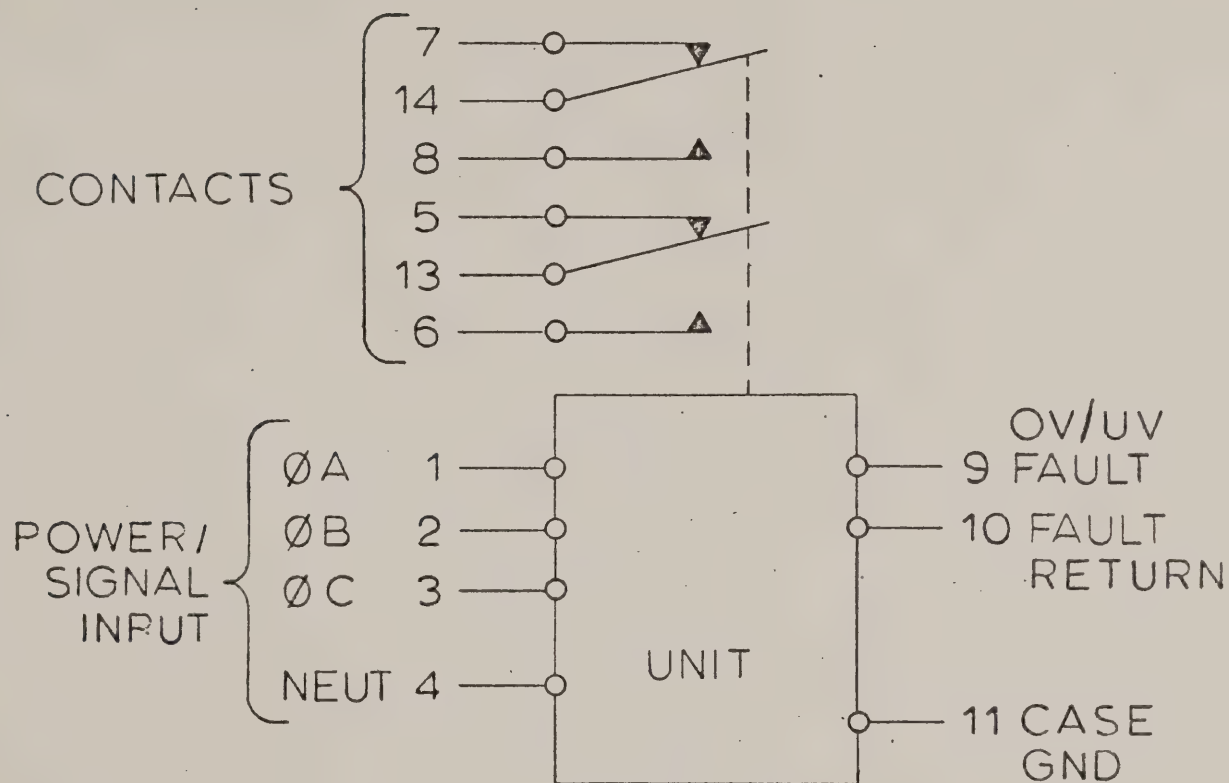 CONTACTS
7
14
8
5
13
6
POWER/
SIGNAL
INPUT
ØA 1
ØB 2
ØC 3
NEUT 4
UNIT
OV/UV
9 FAULT
10 FAULT
RETURN
11 CASE
GND